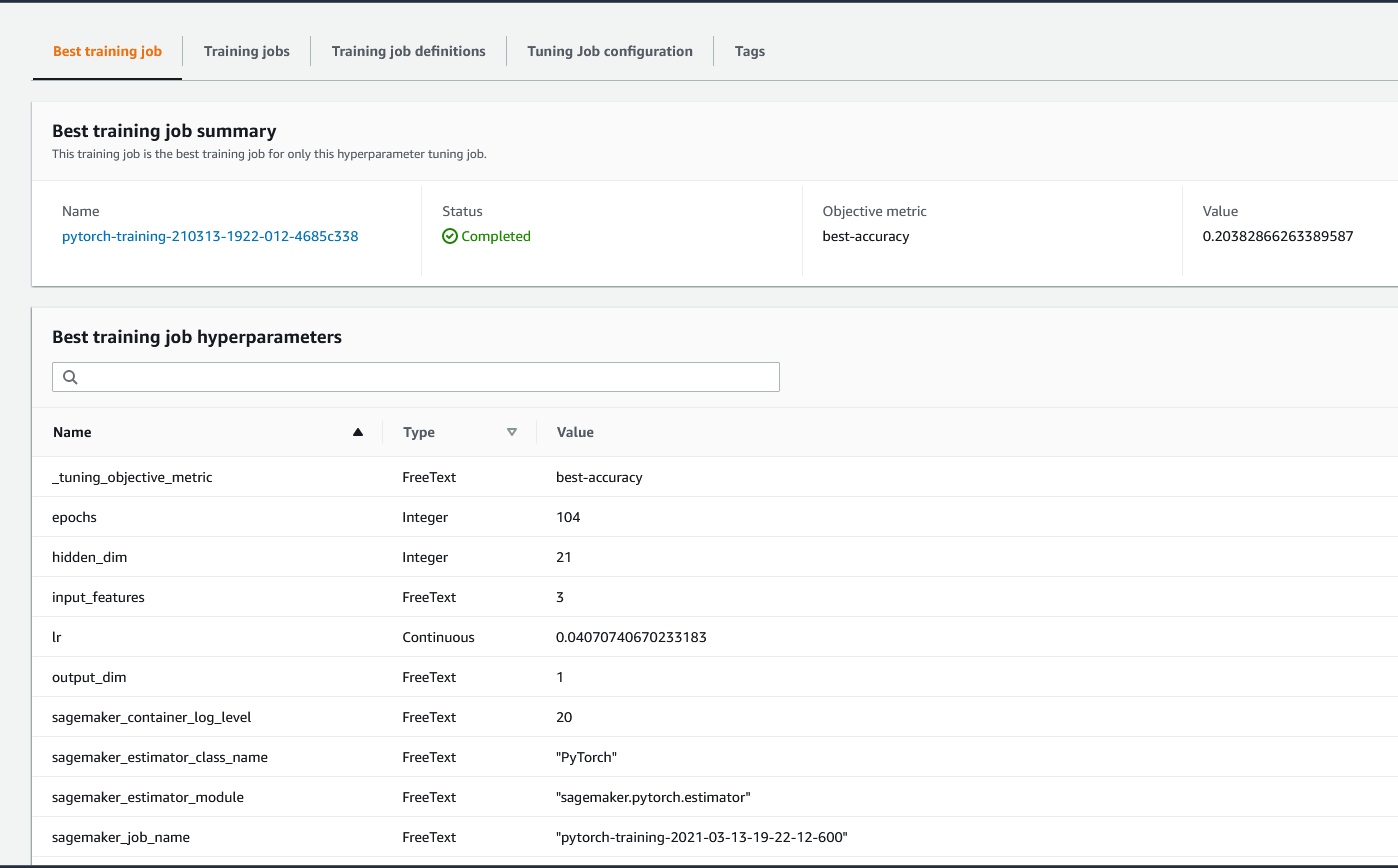 Best training job Training jobs Training job definitions Tuning Job configuration Tags
Best training job summary
This training job is the best training job for only this hyperparameter tuning job.
Name Status Objective metric Value
pytorch-training-210313-1922-012-4685c338 Completed best-accuracy 0.20382866263389587
Best training job hyperparameters
Name Type Value
_tuning_objective_metric FreeText best-accuracy
epochs Integer 104
hidden_dim Integer 21
input_features FreeText 3
lr Continuous 0.04070740670233183
output_dim FreeText 1
sagemaker_container_log_level FreeText 20
sagemaker_estimator_class_name FreeText "PyTorch"
sagemaker_estimator_module FreeText "sagemaker.pytorch.estimator"
sagemaker_job_name FreeText "pytorch-training-2021-03-13-19-22-12-600"